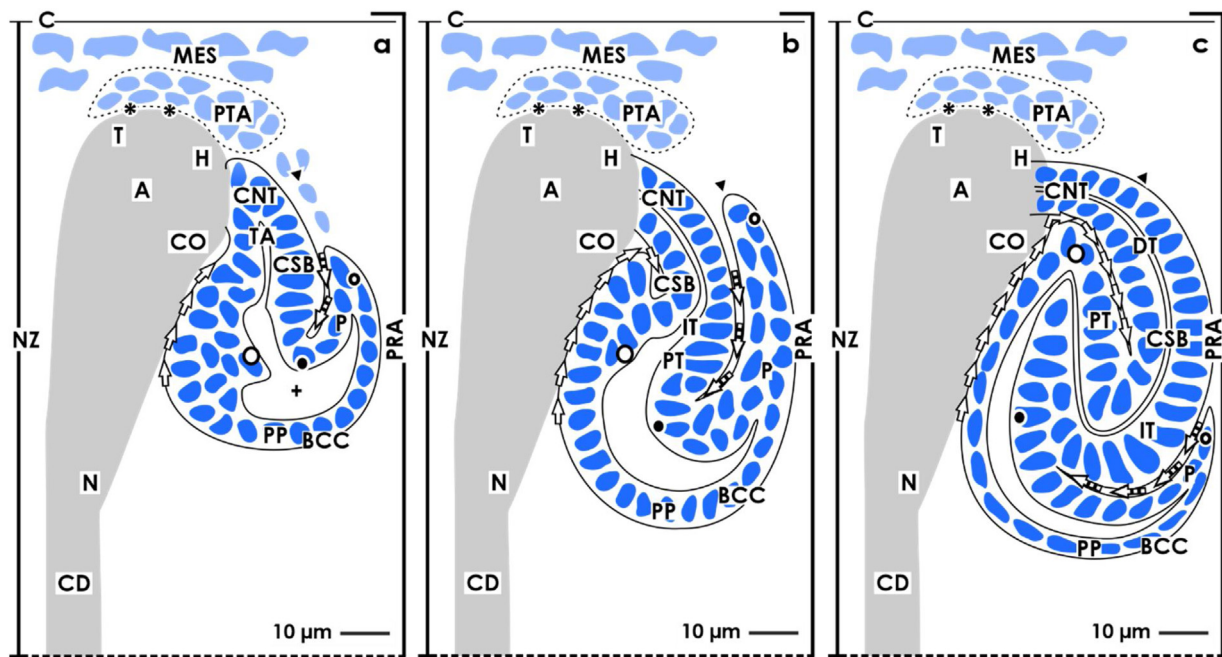 C
a
MES
* *
PTA
T
H
A
CNT
TA
CO
CSB
o
P
NZ
PRA
O
+
PP
BCC
N
CD
10 µm
C
b
MES
* *
PTA
T
H
A
CNT
CO
CSB
o
IT
NZ
PRA
O
PT
P
N
PP
BCC
CD
10 µm
C
c
MES
* *
PTA
T
H
A
CNT
CO
DT
O
PT
NZ
CSB
PRA
IT
o
P
N
PP
BCC
CD
10 µm